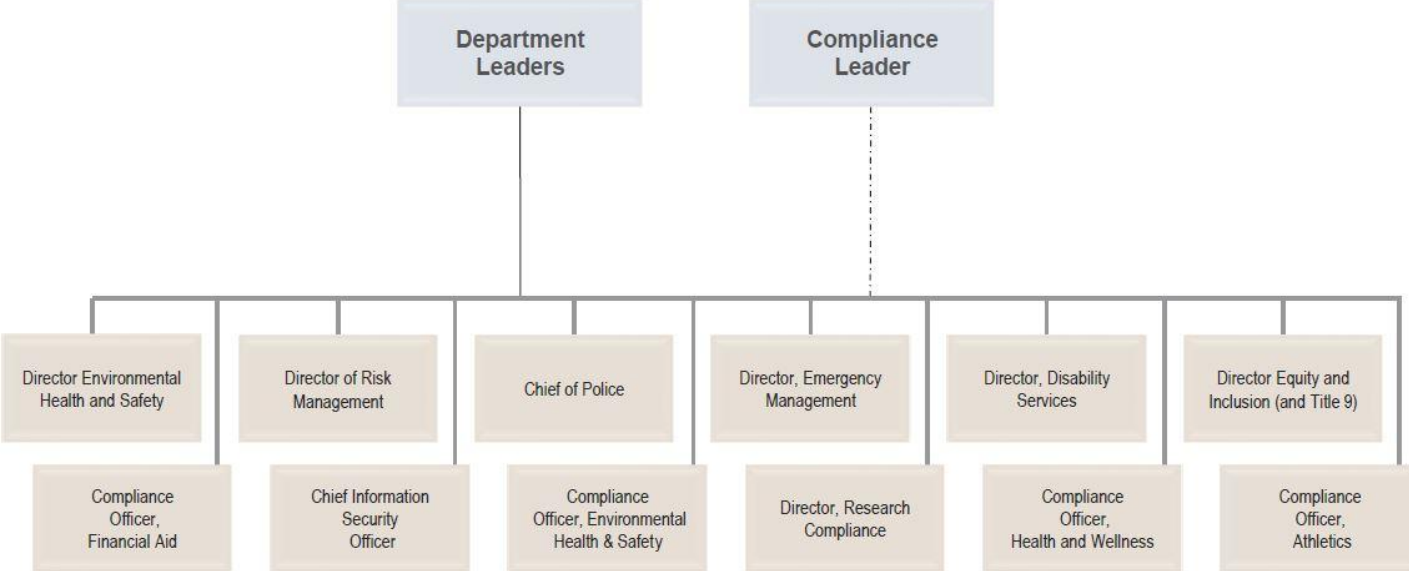 Department
Leaders
Compliance
Leader
Director Environmental
Health and Safety
Director of Risk
Management
Chief of Police
Director, Emergency
Management
Director, Disability
Services
Director Equity and
Inclusion (and Title 9)
Compliance
Officer,
Financial Aid
Chief Information
Security
Officer
Compliance
Officer, Environmental
Health & Safety
Director, Research
Compliance
Compliance
Officer,
Health and Wellness
Compliance
Officer,
Athletics